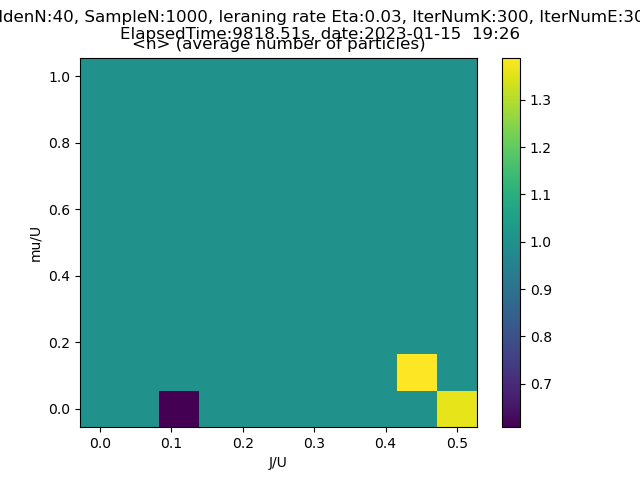 ldenN:40, SampleN:1000, leraning rate Eta:0.03, IterNumK:300, IterNumE:30
ElapsedTime:9818.51s, date:2023-01-15  19:26
<n> (average number of particles)
1.0
0.8
0.6
0.4
0.2
0.0
mu/U
0.0 0.1 0.2 0.3 0.4 0.5
J/U
1.3
1.2
1.1
1.0
0.9
0.8
0.7